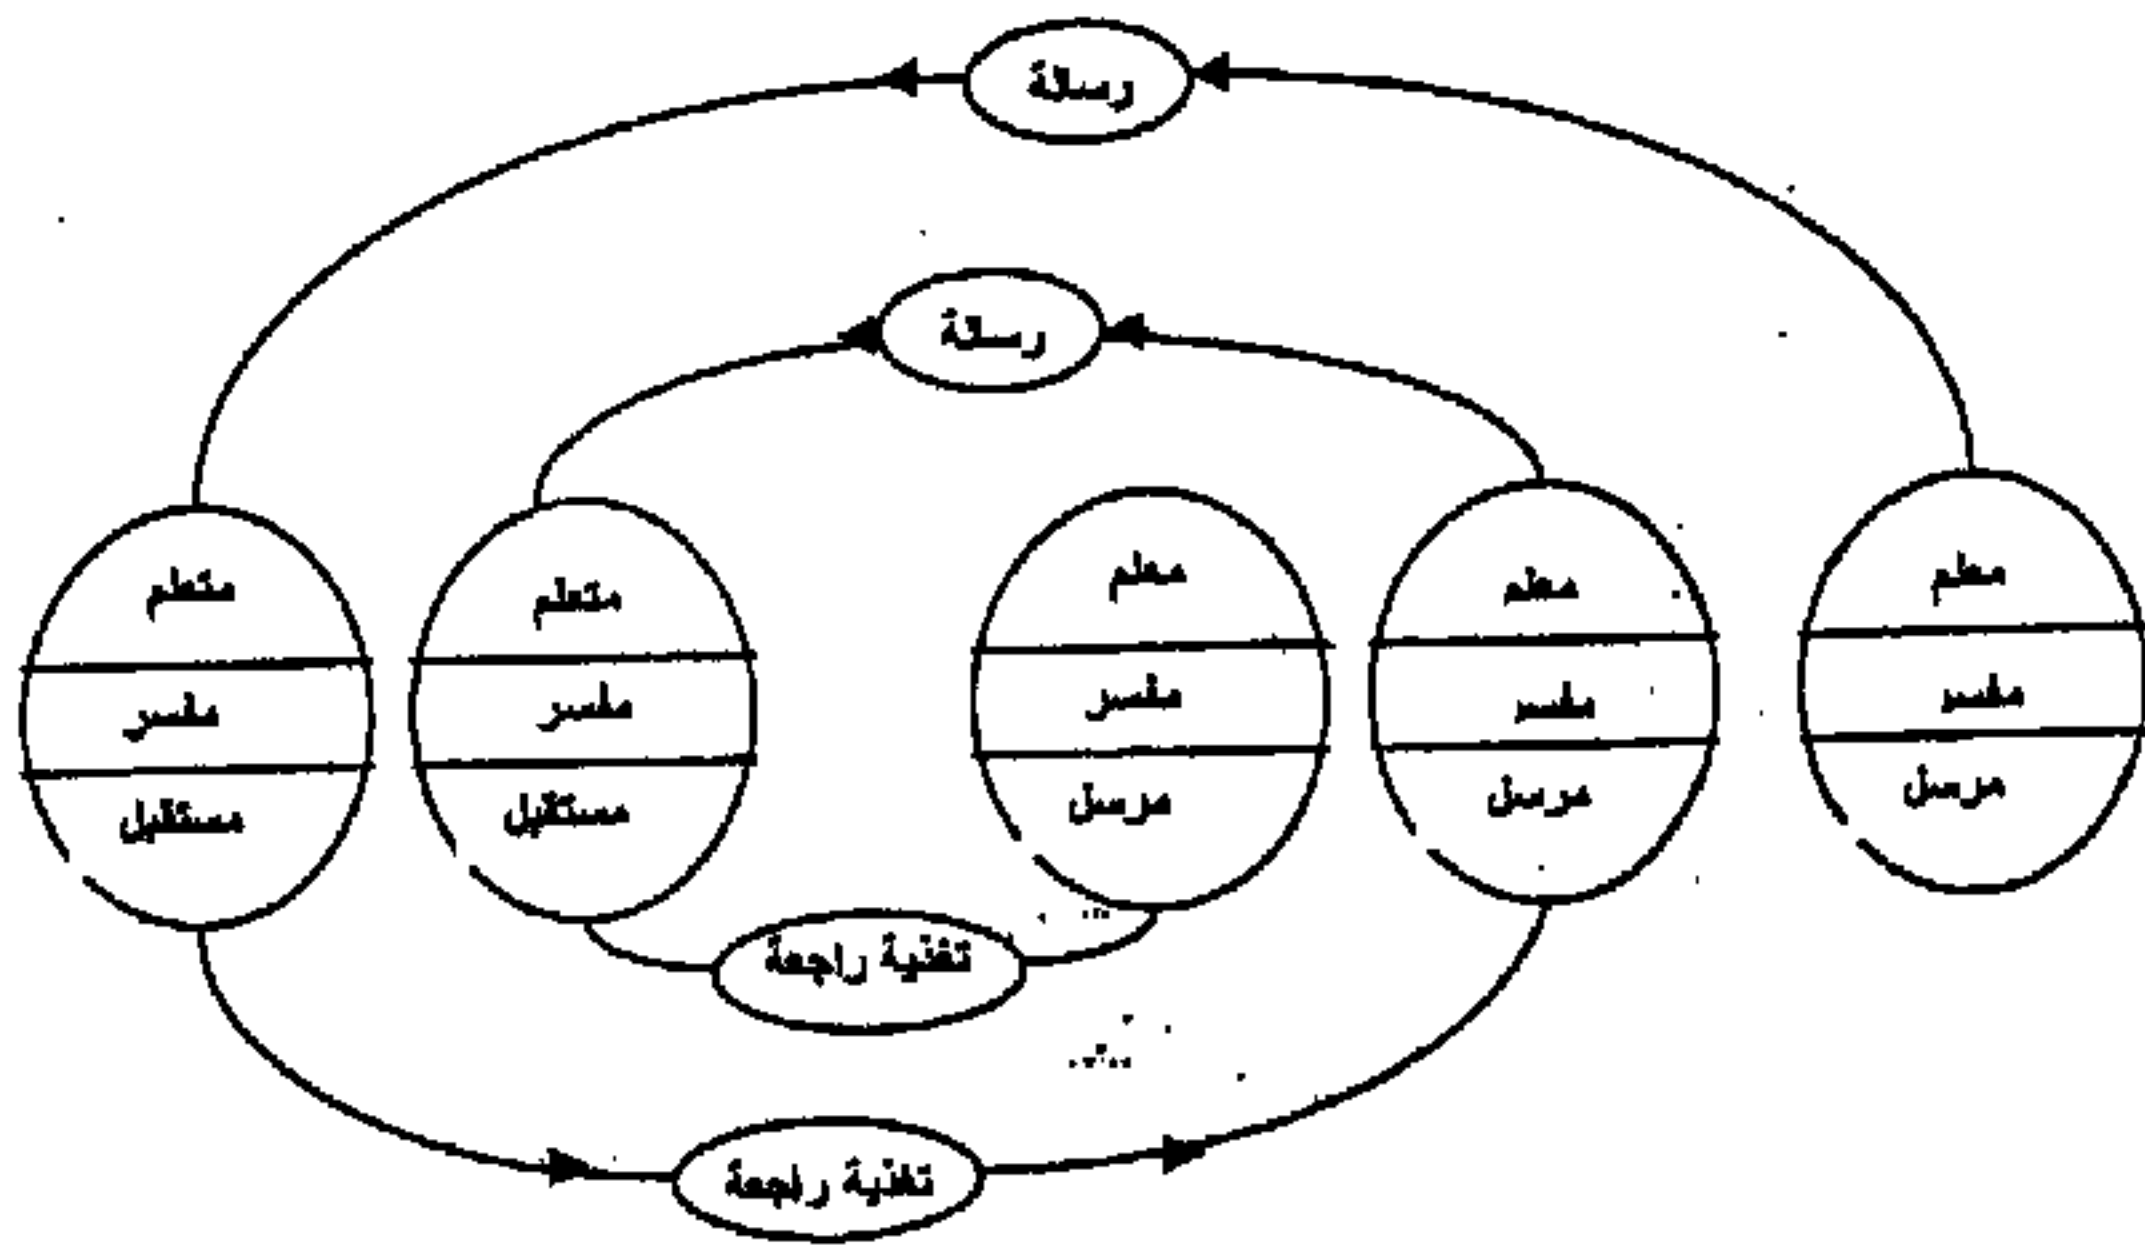 رسالة
رسالة
معلم
مفسر
مرسل
معلم
مفسر
مرسل
معلم
مفسر
مرسل
متعلم
مفسر
مستقبل
متعلم
مفسر
مستقبل
تغذية راجعة
تغذية راجعة